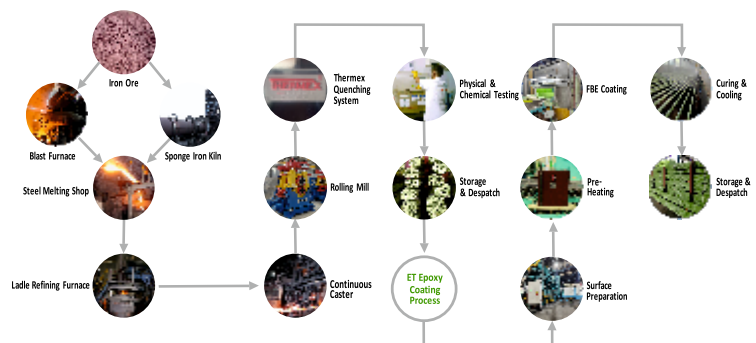 Iron Ore
Blast Furnace
Sponge Iron Kiln
Steel Melting Shop
Ladle Refining Furnace
Continuous
Caster
Rolling Mill
Thermex
Quenching
System
THERMEX
Physical &
Chemical Testing
Storage
& Despatch
ET Epoxy
Coating
Process
Surface
Preparation
Pre-
Heating
FBE Coating
Curing &
Cooling
Storage &
Despatch